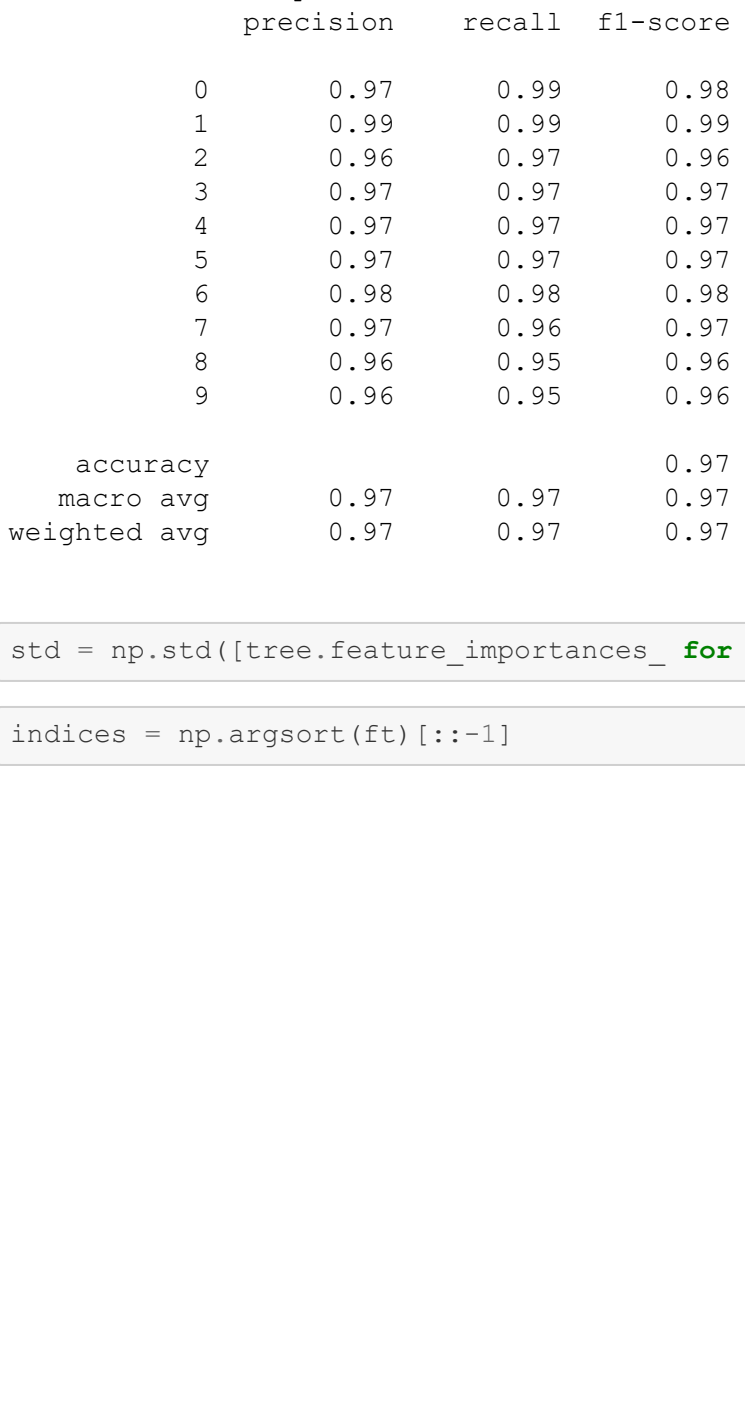 precision recall f1-score
0 0.97 0.99 0.98
1 0.99 0.99 0.99
2 0.96 0.97 0.96
3 0.97 0.97 0.97
4 0.97 0.97 0.97
5 0.97 0.97 0.97
6 0.98 0.98 0.98
7 0.97 0.96 0.97
8 0.96 0.95 0.96
9 0.96 0.95 0.96
accuracy 0.97
macro avg 0.97 0.97 0.97
weighted avg 0.97 0.97 0.97
std = np.std([tree.feature_importances_ for
indices = np.argsort(ft)[::-1]